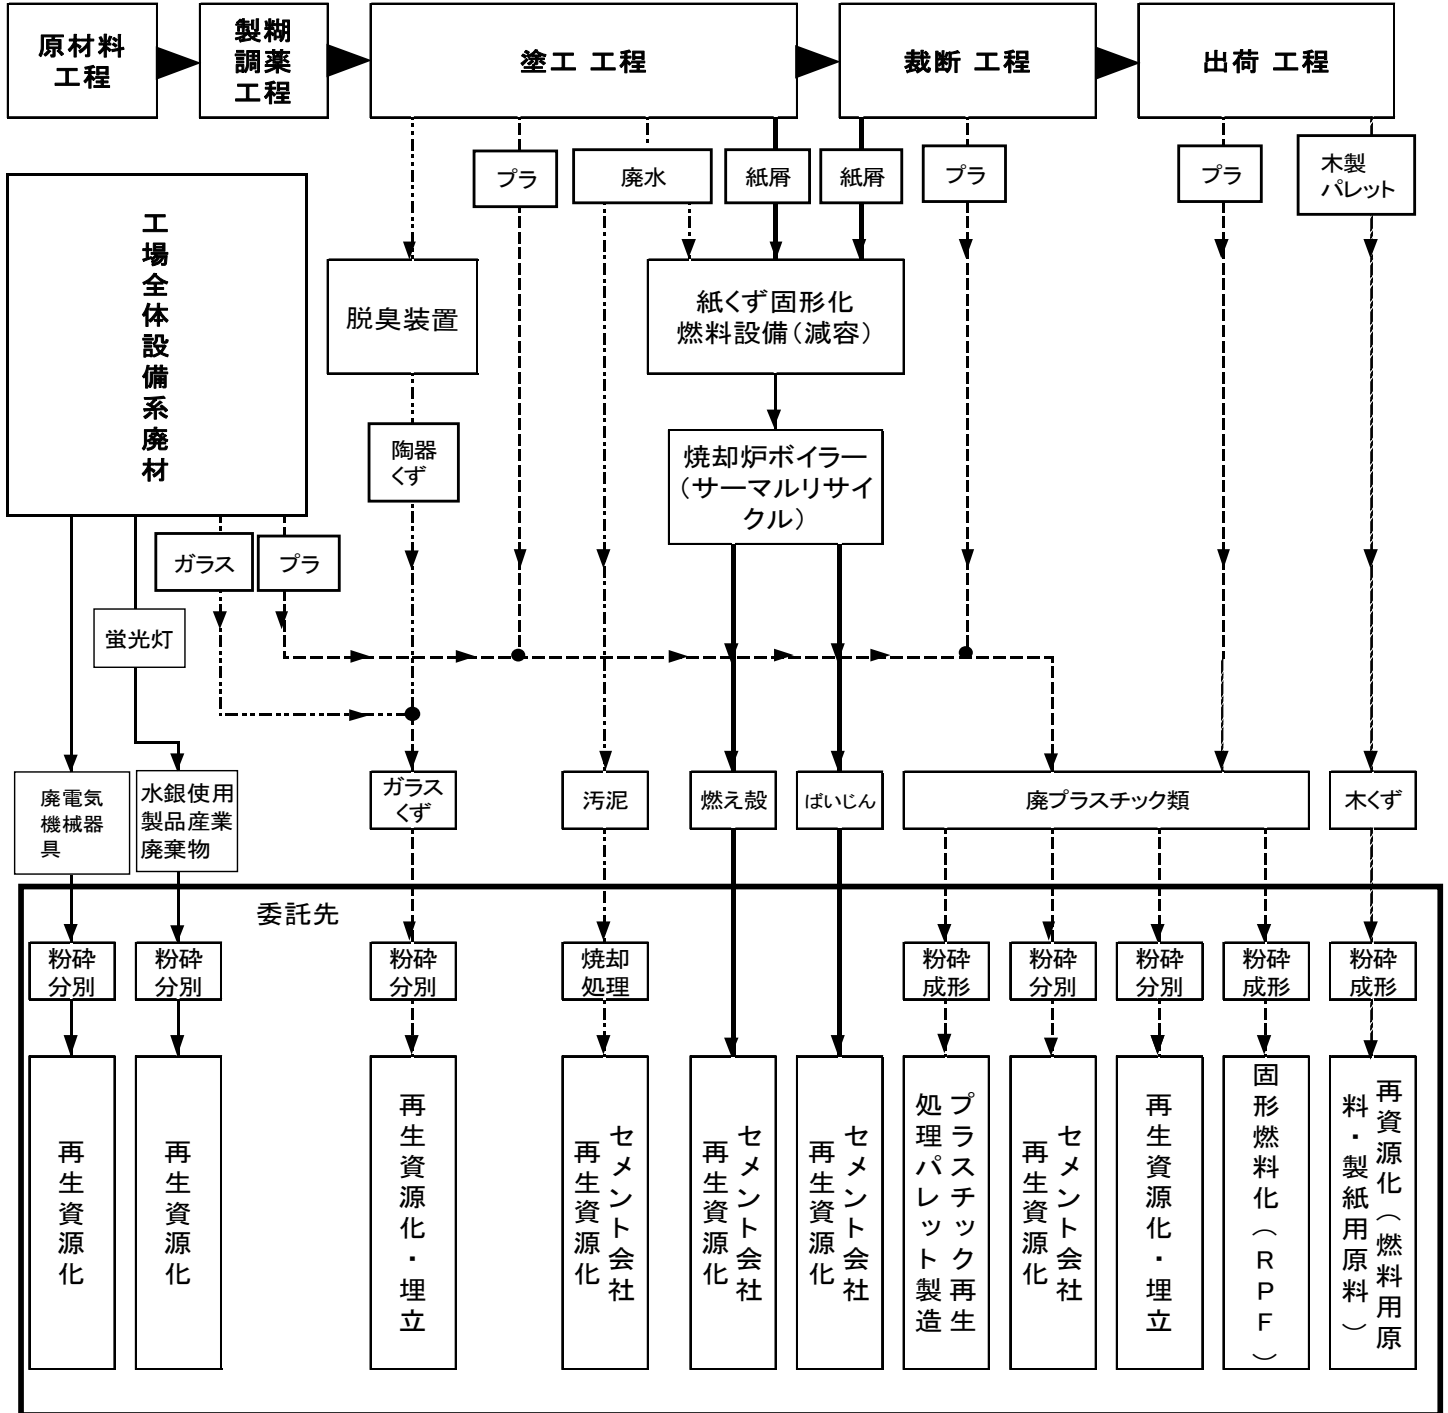 原材料
工程
製糊
調薬
工程
塗工 工程
裁断 工程
出荷 工程
プラ
廃水
紙屑
紙屑
プラ
プラ
木製
パレット
工場全体設備系廃材
脱臭装置
紙くず固形化
燃料設備(減容)
陶器
くず
焼却炉ボイラー
(サーマルリサイ
クル)
ガラス
プラ
蛍光灯
廃電気
機械器
具
水銀使用
製品産業
廃棄物
ガラス
くず
汚泥
燃え殻
ばいじん
廃プラスチック類
木くず
委託先
粉砕
分別
粉砕
分別
粉砕
分別
焼却
処理
粉砕
成形
粉砕
分別
粉砕
分別
粉砕
成形
粉砕
成形
再生資源化
再生資源化
再生資源化・埋立
セメント会社
再生資源化
セメント会社
再生資源化
セメント会社
再生資源化
プラスチック再生
処理パレット製造
セメント会社
再生資源化
再生資源化・埋立
固形燃料化(RPF)
再資源化(燃料用原
料・製紙用原料)